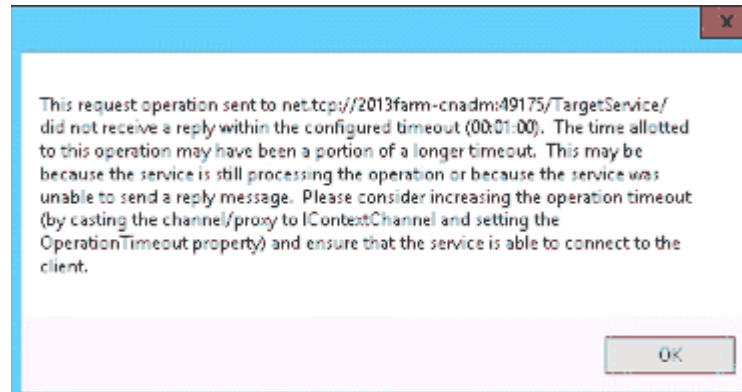 X
This request operation sent to net.tcp://2013farm-cnadm:49175/TargetService/
did not receive a reply within the configured timeout (00:01:00). The time allotted
to this operation may have been a portion of a longer timeout. This may be
because the service is still processing the operation or because the service was
unable to send a reply message. Please consider increasing the operation timeout
(by casting the channel/proxy to IContextChannel and setting the
OperationTimeout property) and ensure that the service is able to connect to the
client.
OK